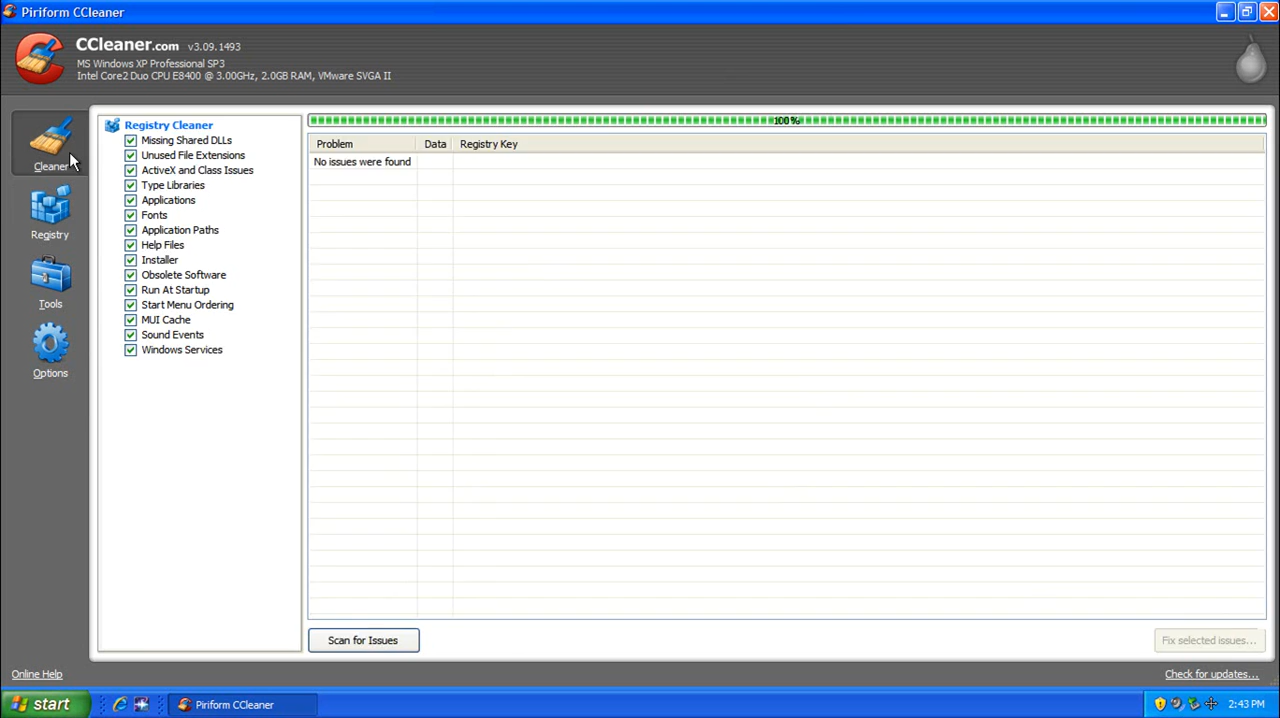 Piriform CCleaner
CCleaner.com v3.09.1493
MS Windows XP Professional SP3
Intel Core2 Duo CPU E8400 @ 3.00GHz, 2.0GB RAM, VMware SVGA II
Cleaner
Registry
Tools
Options
Registry Cleaner
Missing Shared DLLs
Unused File Extensions
ActiveX and Class Issues
Type Libraries
Applications
Fonts
Application Paths
Help Files
Installer
Obsolete Software
Run At Startup
Start Menu Ordering
MUI Cache
Sound Events
Windows Services
100%
Problem Data Registry Key
No issues were found
Scan for Issues
Fix selected issues...
Online Help
Check for updates...
start
Piriform CCleaner
2:43 PM